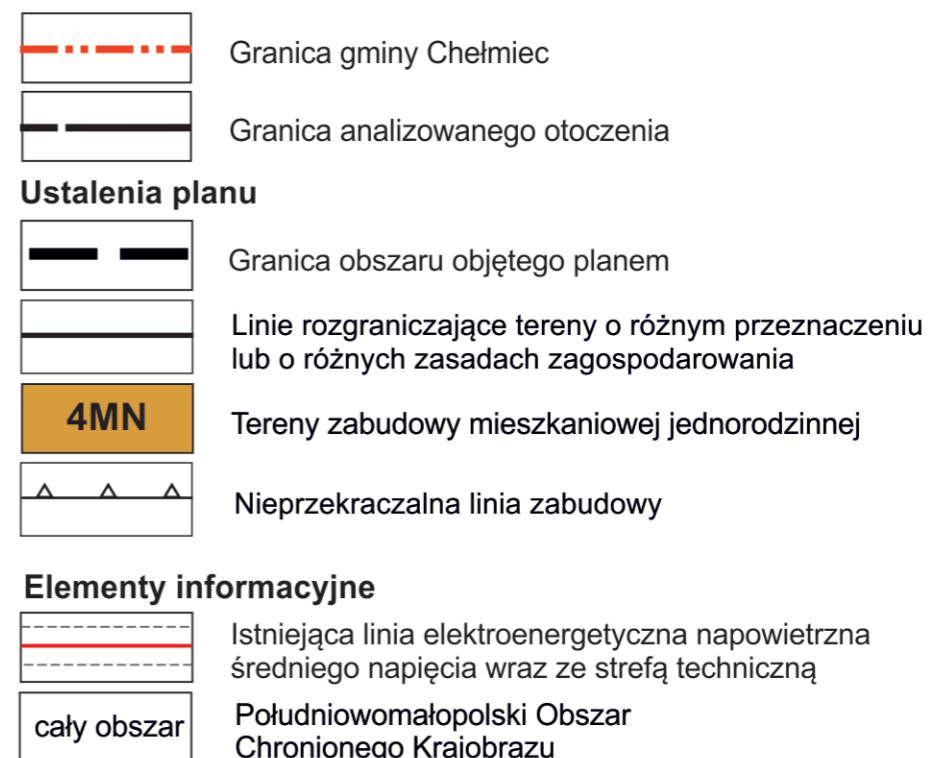 Granica gminy Chełmiec
Granica analizowanego otoczenia
Ustalenia planu
Granica obszaru objętego planem
Linie rozgraniczające tereny o różnym przeznaczeniu
lub o różnych zasadach zagospodarowania
4MN
Tereny zabudowy mieszkaniowej jednorodzinnej
Nieprzekraczalna linia zabudowy
Elementy informacyjne
Istniejąca linia elektroenergetyczna napowietrzna
średniego napięcia wraz ze strefą techniczną
cały obszar
Południowomałopolski Obszar
Chronionego Krajobrazu